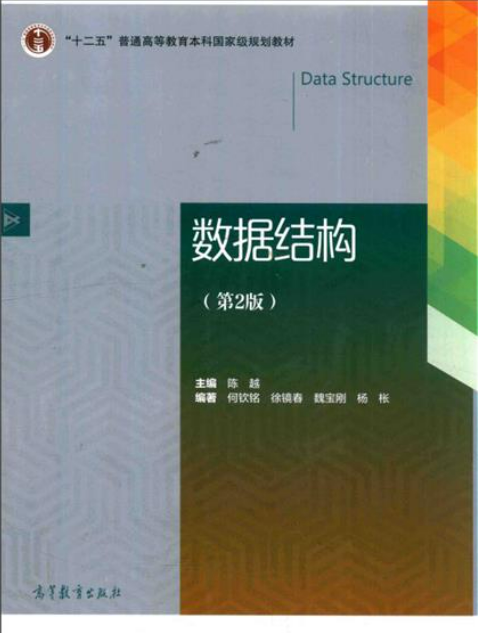 “十二五”普通高等教育本科国家级规划教材
Data Structure
数据结构
（第2版）
主编 陈 越
编著 何钦铭 徐镜春 魏宝刚 杨 枨
高等教育出版社